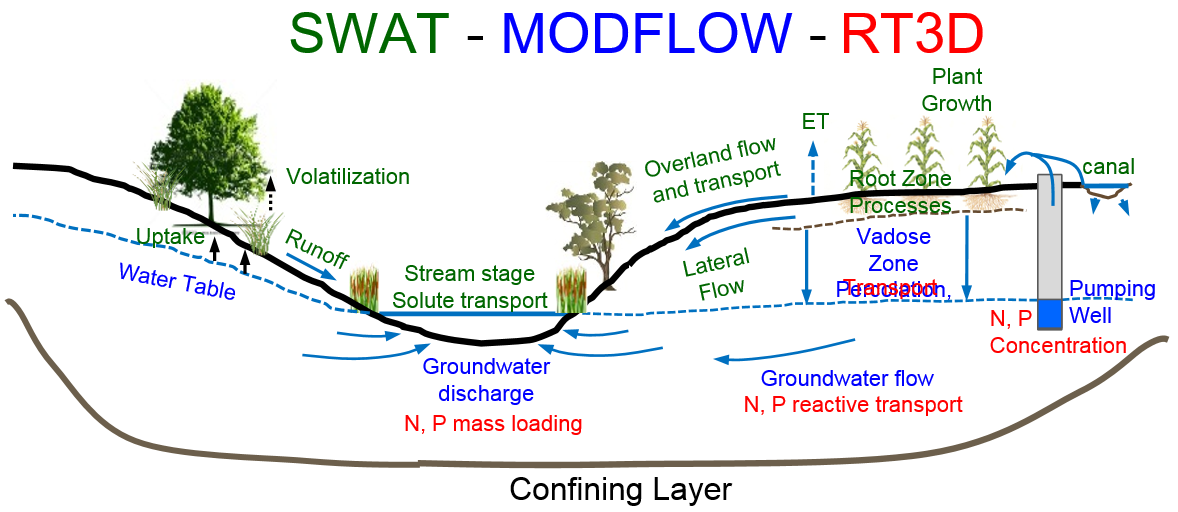 SWAT - MODFLOW - RT3D
Plant
Growth
ET
Overland flow
and transport
canal
Volatilization
Root Zone
Processes
Uptake
Runoff
Vadose
Zone
Percolation,
Transport
Water Table
Stream stage
Solute transport
Lateral
Flow
Pumping
Well
N, P
Concentration
Groundwater
discharge
N, P mass loading
Groundwater flow
N, P reactive transport
Confining Layer